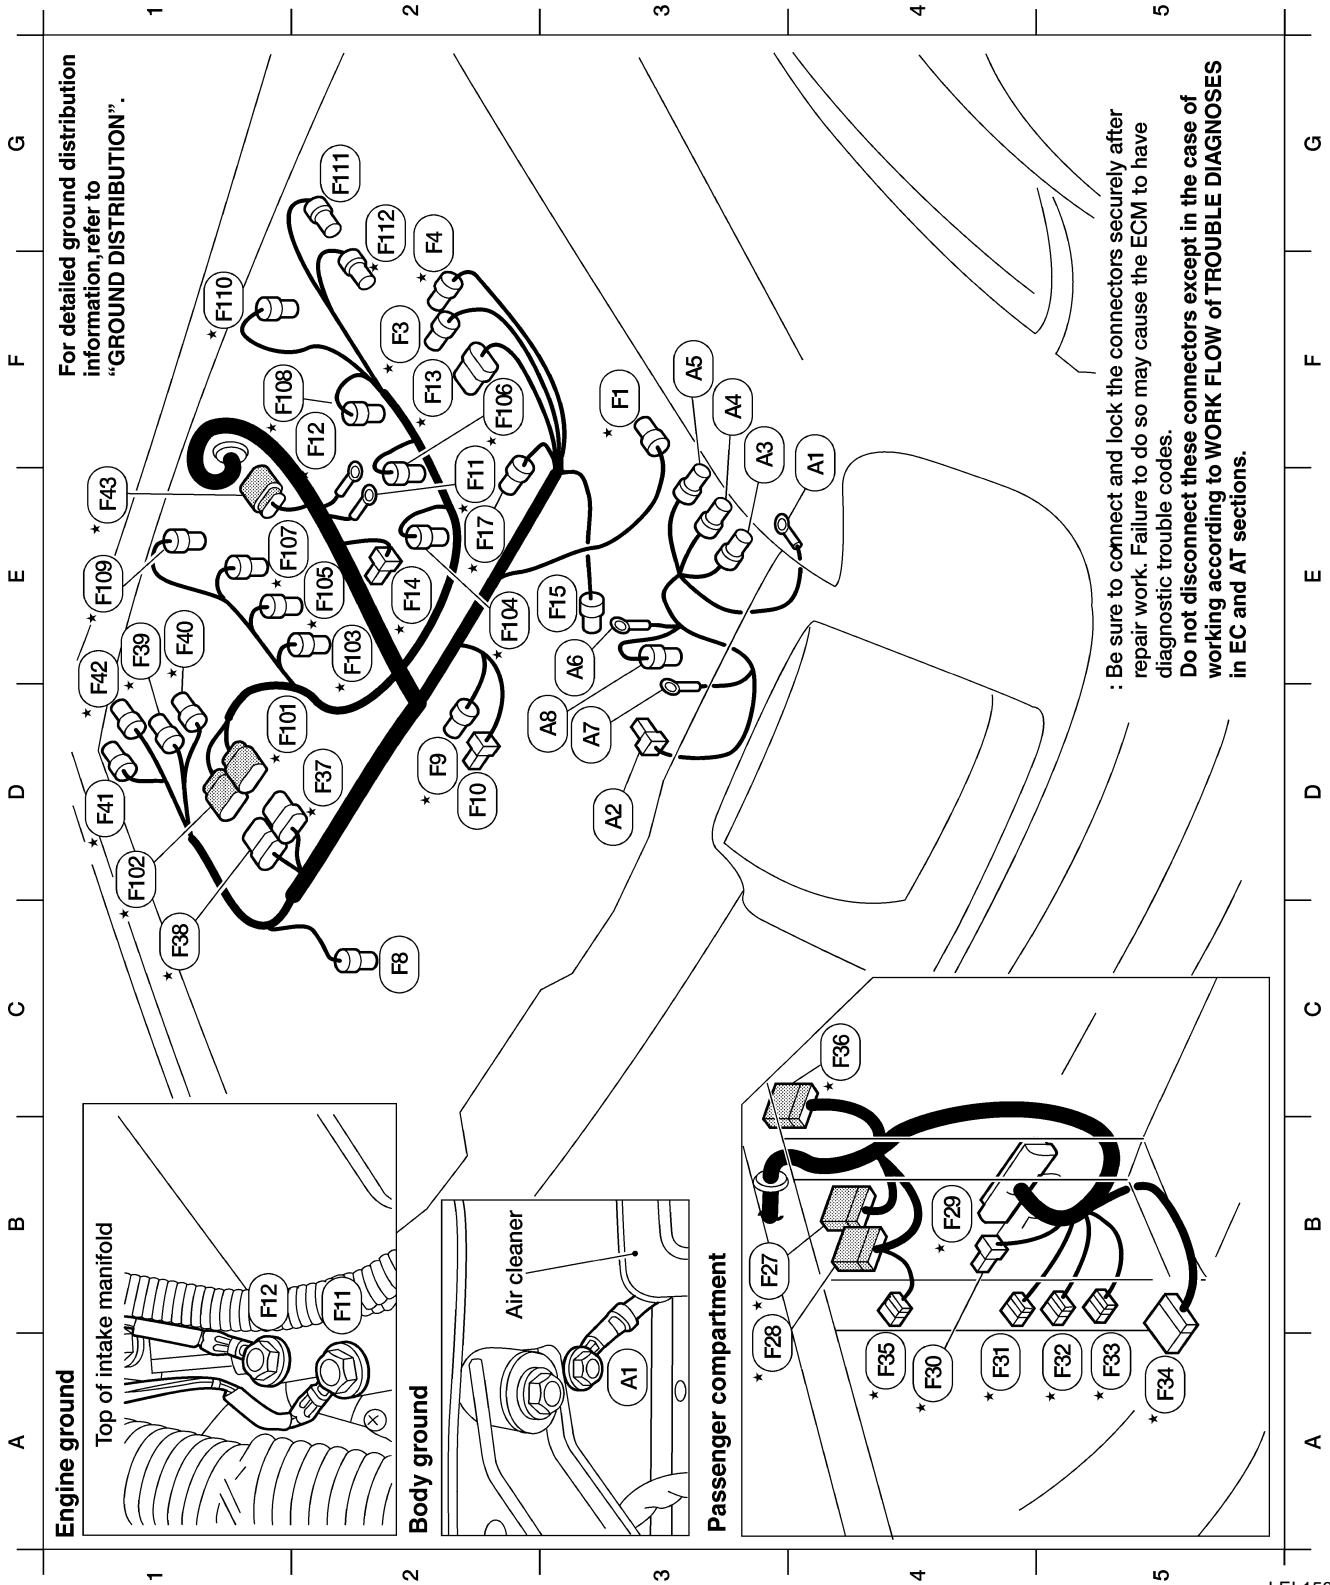 For detailed ground distribution
information,refer to
“GROUND DISTRIBUTION”.
1
2
3
4
5
G
F
E
D
C
B
A
F111
F112
F4
F110
F3
F108
F13
F12
F106
F1
A5
A4
A3
A1
F43
F11
F17
F107
F109
F105
F14
F104
F15
F103
A6
F40
F39
F42
A8
A7
F101
F9
F10
F37
A2
F41
F102
F38
F8
: Be sure to connect and lock the connectors securely after
repair work. Failure to do so may cause the ECM to have
diagnostic trouble codes.
Do not disconnect these connectors except in the case of
working according to WORK FLOW of TROUBLE DIAGNOSES
in EC and AT sections.
Engine ground
Top of intake manifold
F12
F11
Body ground
Air cleaner
A1
Passenger compartment
F36
F29
F27
F28
F35
F30
F31
F32
F33
F34
1
2
3
4
5
G
F
E
D
C
B
A